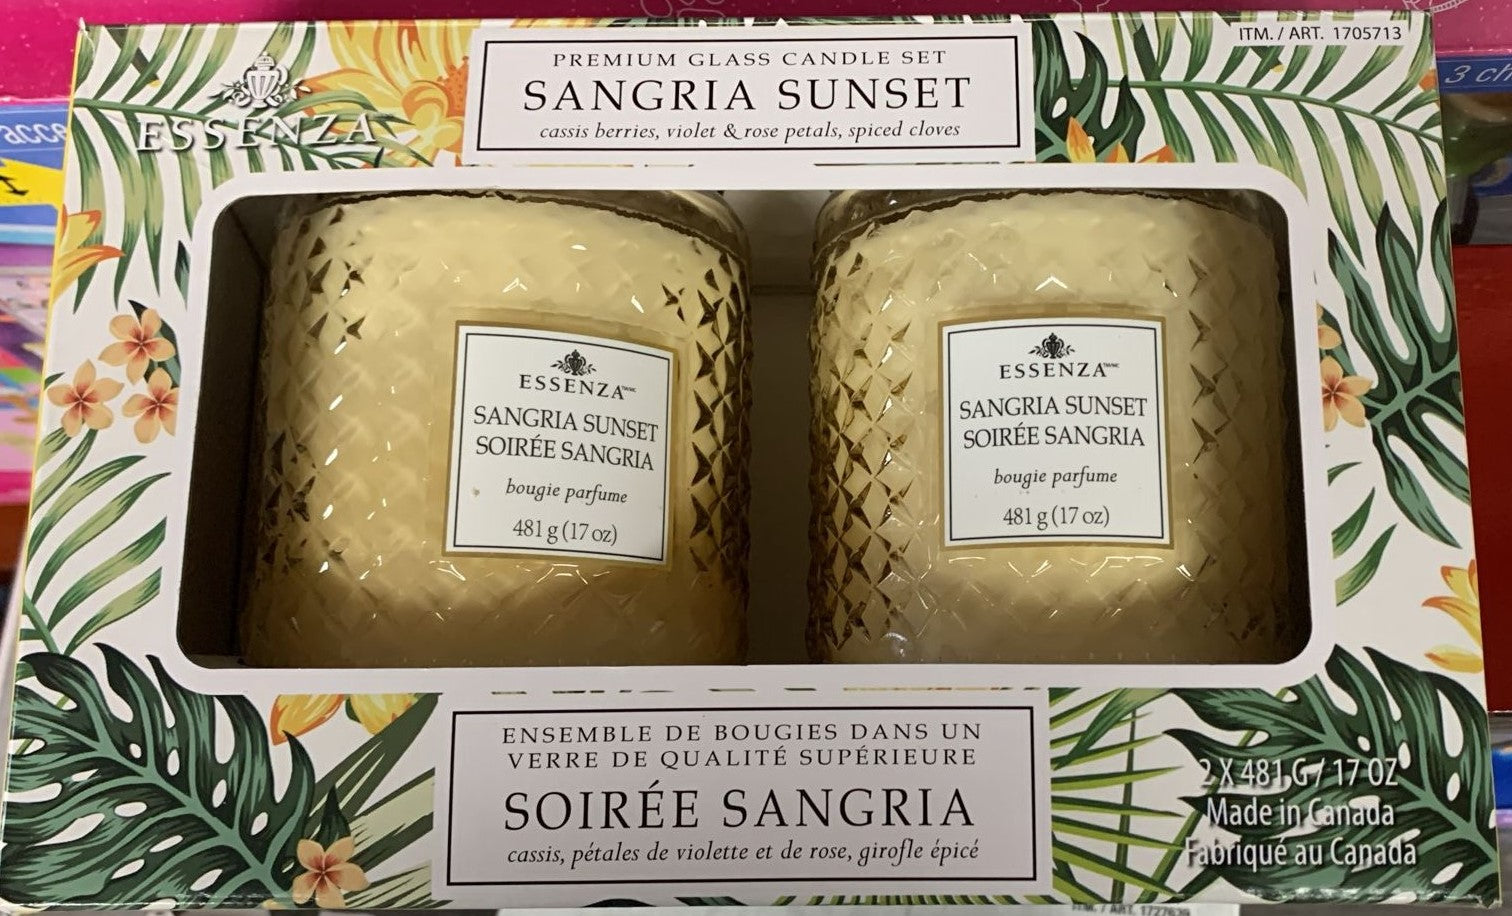 ITM. / ART. 1705713
ESSENZA
PREMIUM GLASS CANDLE SET
SANGRIA SUNSET
cassis berries, violet & rose petals, spiced cloves
acce
3 ch
ESSENZA
SANGRIA SUNSET
SOIRÉE SANGRIA
bougie parfume
481 g (17 oz)
ESSENZA
SANGRIA SUNSET
SOIRÉE SANGRIA
bougie parfume
481 g (17 oz)
ENSEMBLE DE BOUGIES DANS UN
VERRE DE QUALITÉ SUPÉRIEURE
SOIRÉE SANGRIA
cassis, pétales de violette et de rose, girofle épicé
2 X 481 G / 17 OZ
Made in Canada
Fabriqué au Canada